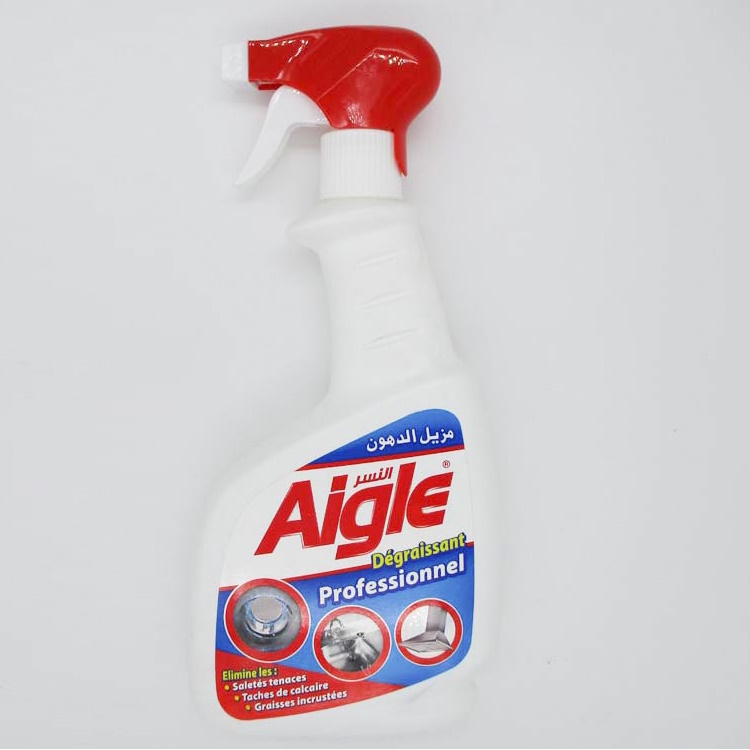 مزيل الدهون
النسر
Aigle®
Dégraissant
Professionnel
Elimine les :
• Saletés tenaces
• Taches de calcaire
• Graisses incrustées